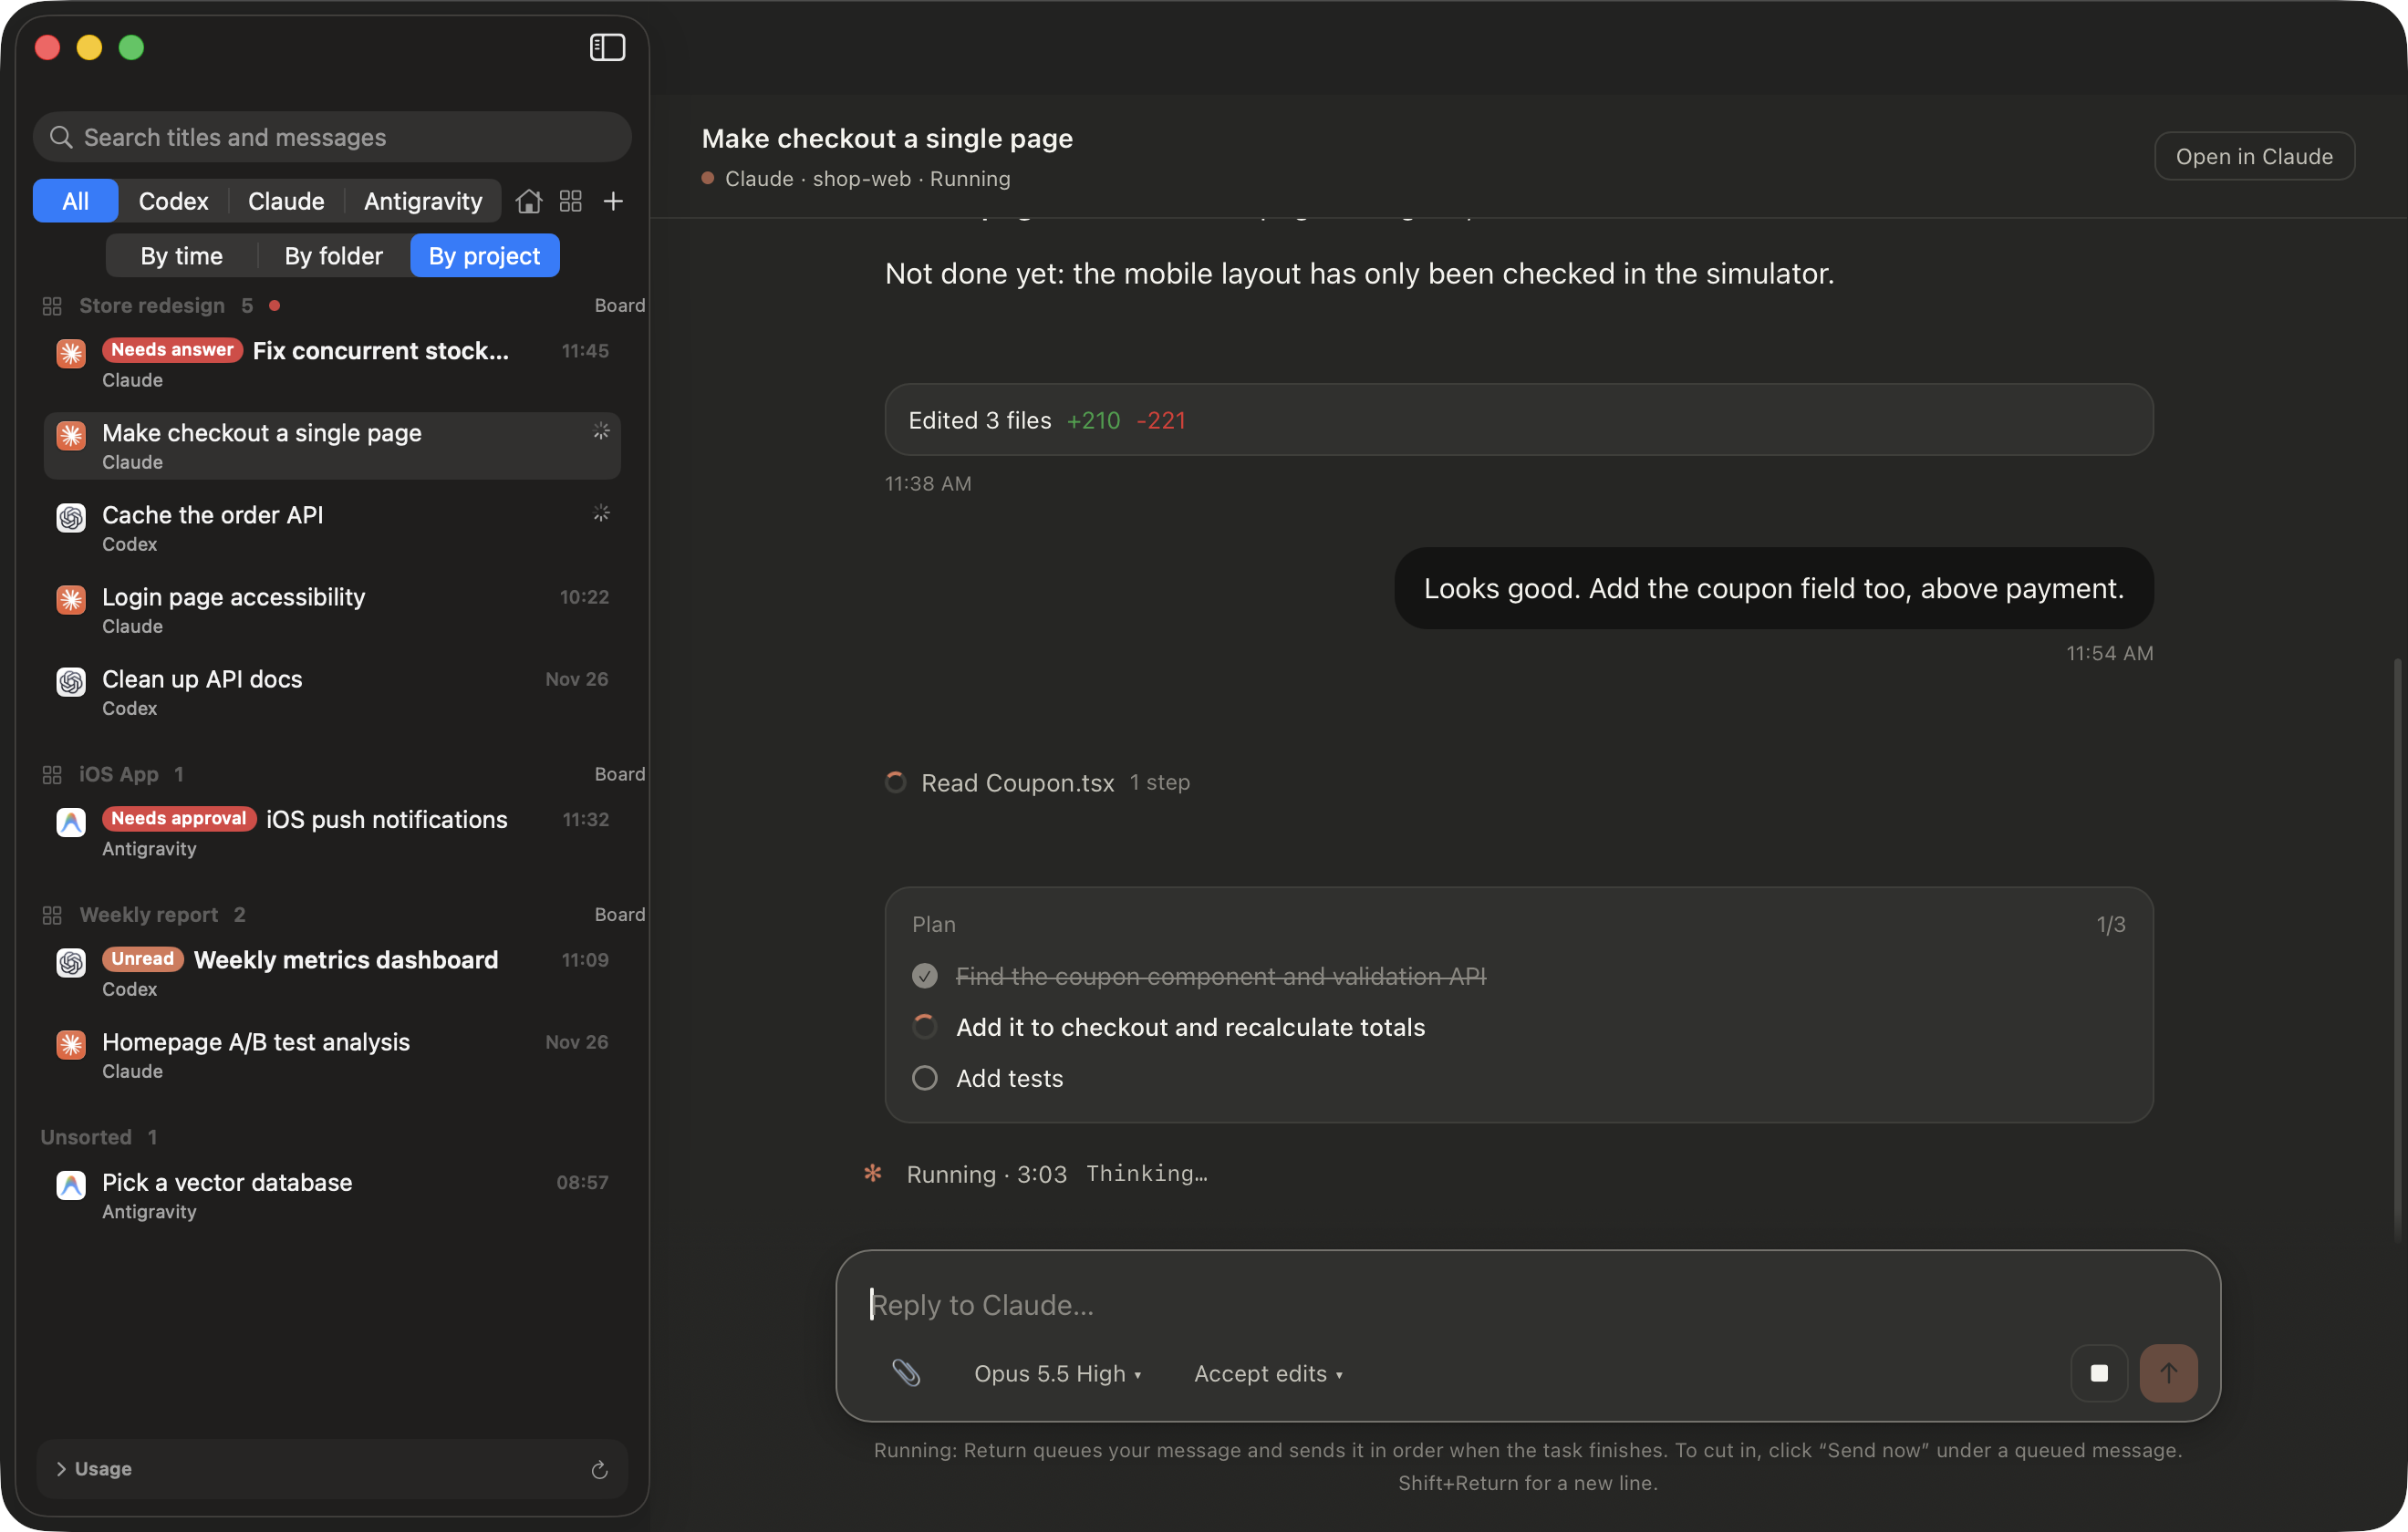 Search titles and messages
All Codex Claude Antigravity
By time By folder By project
Store redesign 5 Board
Needs answer Fix concurrent stock... 11:45
Claude
Make checkout a single page
Claude
Cache the order API
Codex
Login page accessibility 10:22
Claude
Clean up API docs Nov 26
Codex
iOS App 1 Board
Needs approval iOS push notifications 11:32
Antigravity
Weekly report 2 Board
Unread Weekly metrics dashboard 11:09
Codex
Homepage A/B test analysis Nov 26
Claude
Unsorted 1
Pick a vector database 08:57
Antigravity
Usage
Make checkout a single page
Claude · shop-web · Running
Open in Claude
Not done yet: the mobile layout has only been checked in the simulator.
Edited 3 files +210 -221
11:38 AM
Looks good. Add the coupon field too, above payment.
11:54 AM
Read Coupon.tsx 1 step
Plan 1/3
Find the coupon component and validation API
Add it to checkout and recalculate totals
Add tests
Running · 3:03 Thinking…
Reply to Claude...
Opus 5.5 High Accept edits
Running: Return queues your message and sends it in order when the task finishes. To cut in, click “Send now” under a queued message.
Shift+Return for a new line.